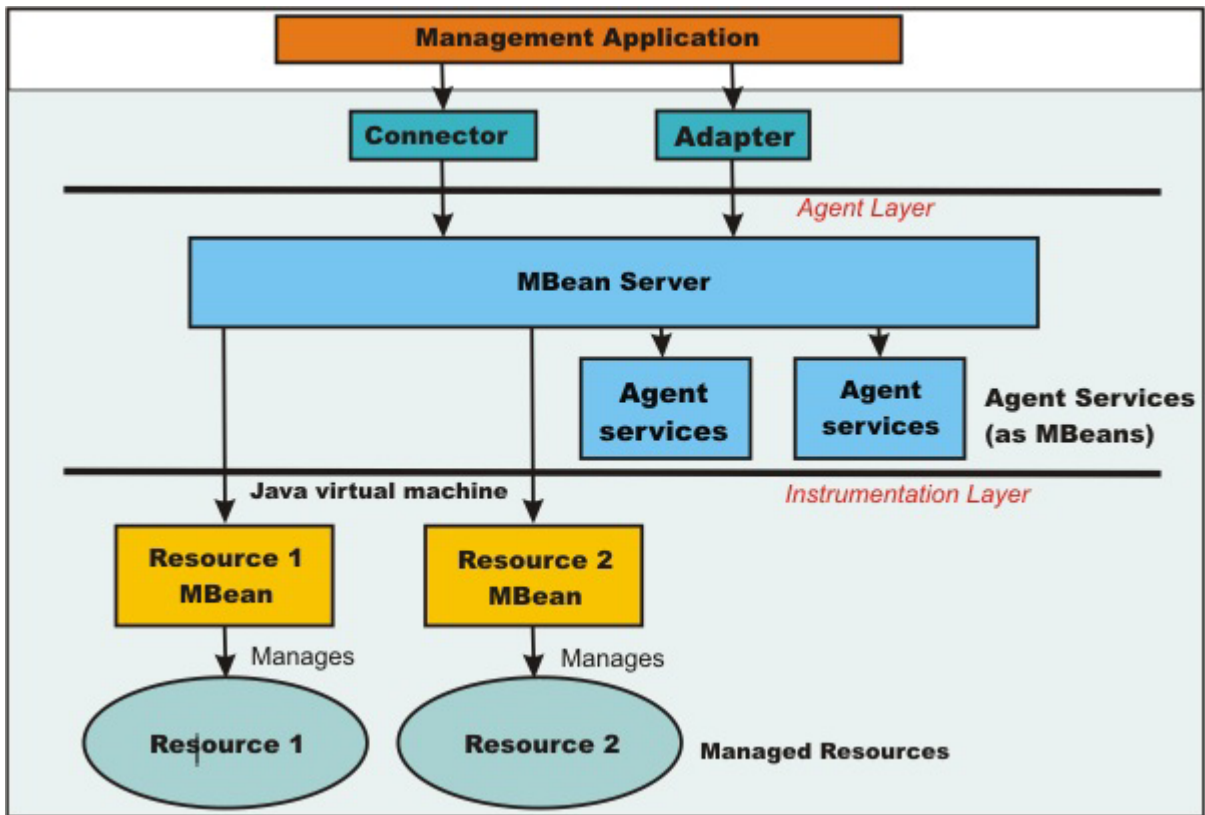 Management Application
Connector
Adapter
Agent Layer
MBean Server
Agent
services
Agent
services
Agent Services
(as MBeans)
Java virtual machine
Instrumentation Layer
Resource 1
MBean
Resource 2
MBean
Manages
Manages
Resource 1
Resource 2
Managed Resources